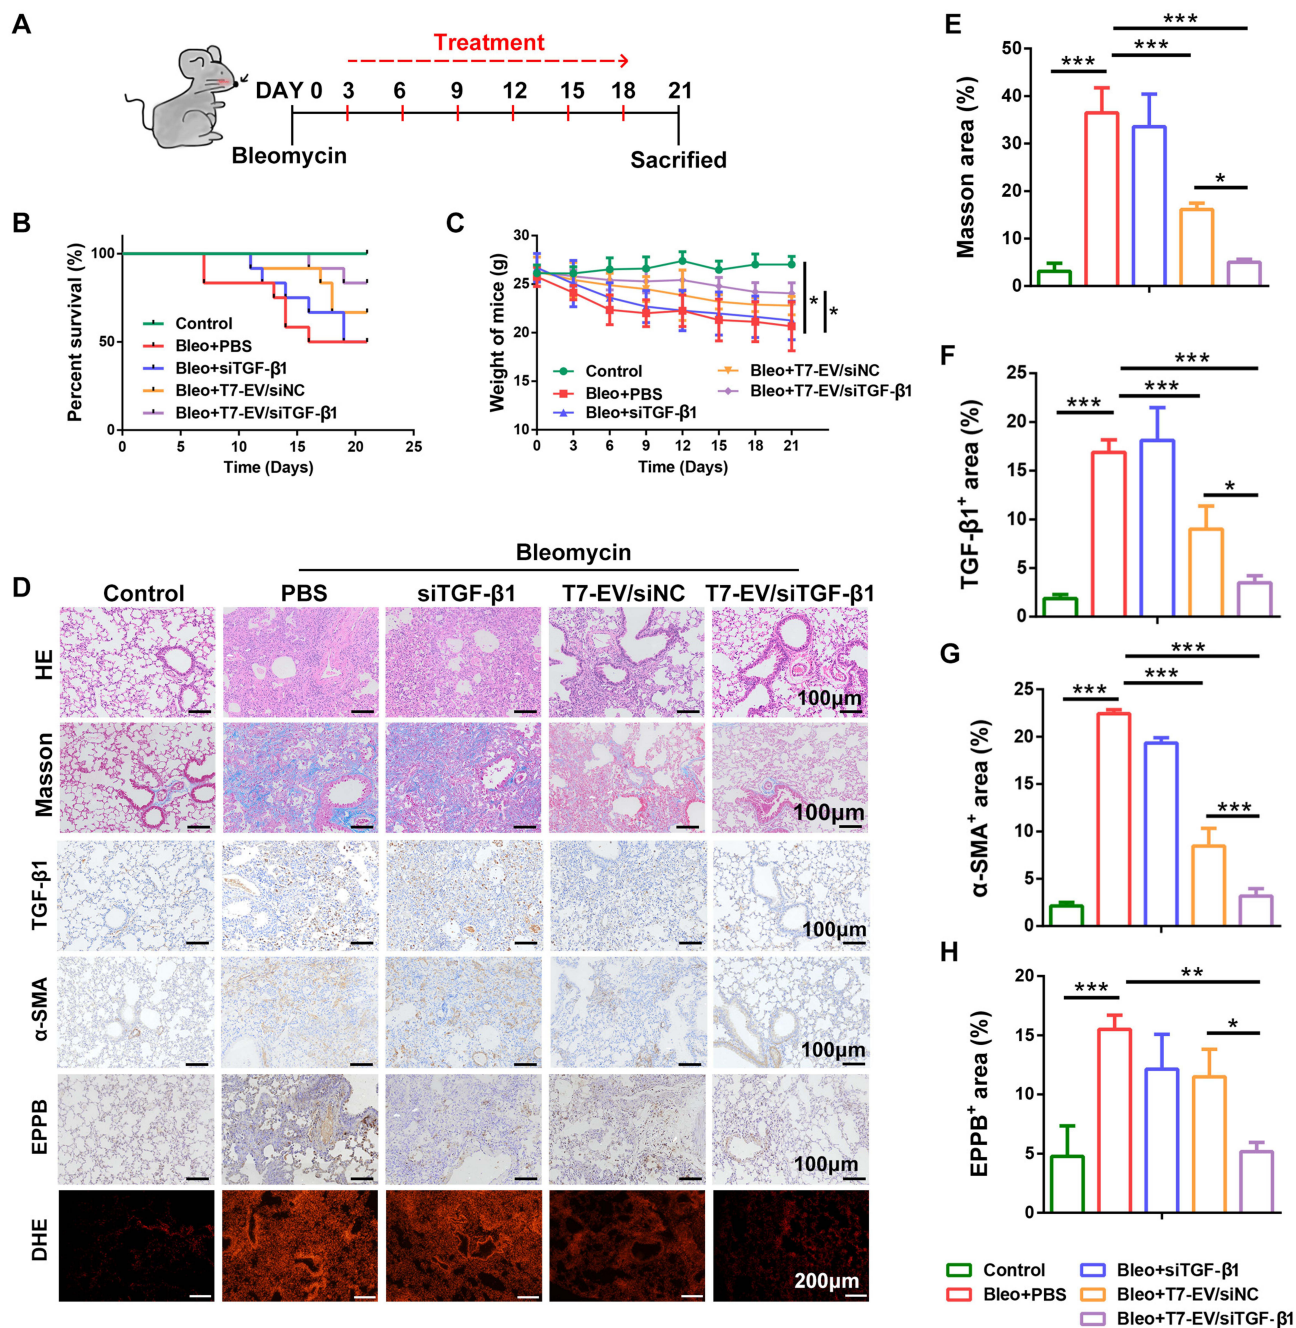 A
Treatment
DAY 0 3 6 9 12 15 18 21
Bleomycin
Sacrified
B
Percent survival (%)
100
50
0
0 5 10 15 20 25
Time (Days)
Control
Bleo+PBS
Bleo+siTGF-β1
Bleo+T7-EV/siNC
Bleo+T7-EV/siTGF-β1
C
Weight of mice (g)
30
25
20
15
10
0 3 6 9 12 15 18 21
Time (Days)
Control
Bleo+PBS
Bleo+siTGF-β1
Bleo+T7-EV/siNC
Bleo+T7-EV/siTGF-β1
*
*
D
Bleomycin
Control PBS siTGF-β1 T7-EV/siNC T7-EV/siTGF-β1
HE
100μm
Masson
100μm
TGF-β1
100μm
α-SMA
100μm
EPPB
100μm
DHE
200μm
E
Masson area (%)
50
40
30
20
10
0
***
***
***
*
F
TGF-β1+ area (%)
25
20
15
10
5
0
***
***
***
*
G
α-SMA+ area (%)
25
20
15
10
5
0
***
***
***
***
H
EPPB+ area (%)
20
15
10
5
0
**
***
*
Control
Bleo+PBS
Bleo+siTGF-β1
Bleo+T7-EV/siNC
Bleo+T7-EV/siTGF-β1